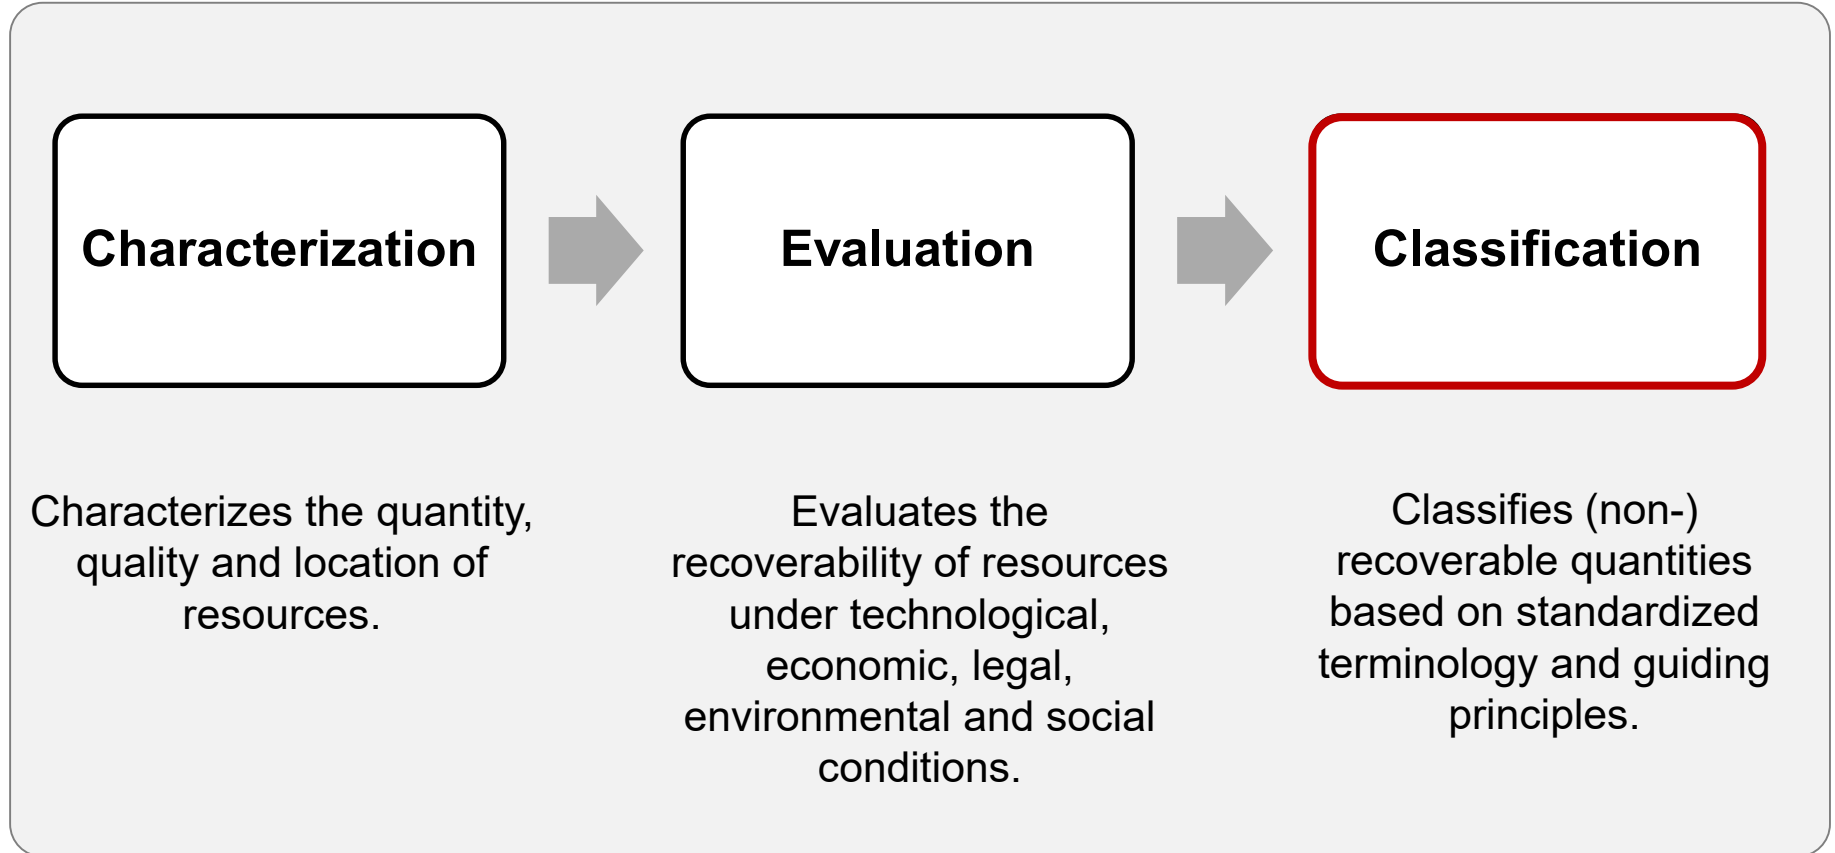 Characterization
Evaluation
Classification
Characterizes the quantity,
quality and location of
resources.
Evaluates the
recoverability of resources
under technological,
economic, legal,
environmental and social
conditions.
Classifies (non-)
recoverable quantities
based on standardized
terminology and guiding
principles.